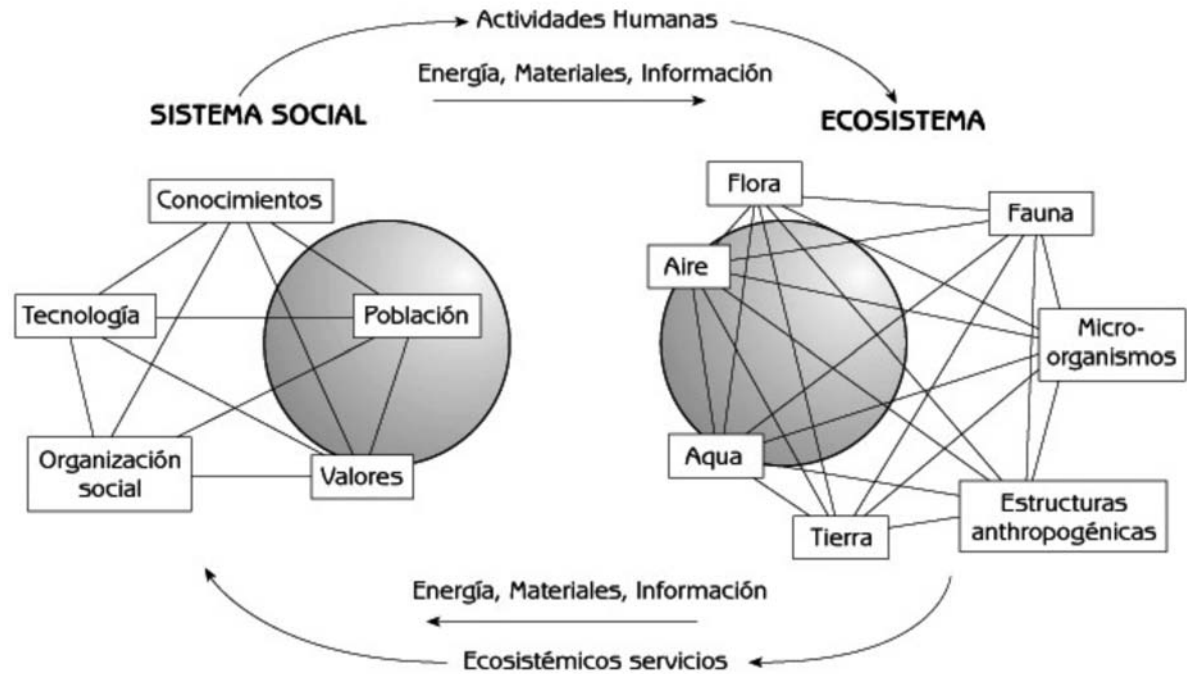 Actividades Humanas
Energía, Materiales, Información
SISTEMA SOCIAL
ECOSISTEMA
Conocimientos
Tecnología
Población
Organización
social
Valores
Flora
Fauna
Aire
Micro-
organismos
Aqua
Tierra
Estructuras
anthropogénicas
Energía, Materiales, Información
Ecosistémicos servicios